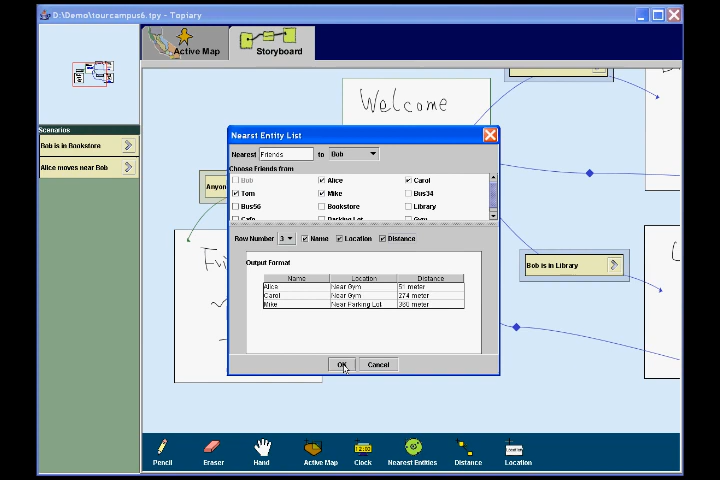 D:\Demo\tourcampus6.tpy - Topiary
Active Map
Storyboard
Scenarios
Bob is in Bookstore
Alice moves near Bob
Welcome
Anyon
Bob is in Library
Nearst Entity List
Nearest Friends to Bob
Choose Friends from
Bob Alice Carol
Tom Mike Bus34
Bus56 Bookstore Library
Cafe Parking Lot Gym
Row Number 3 Name Location Distance
Output Format
Name Location Distance
Alice Near Gym 51 meter
Carol Near Gym 274 meter
Mike Near Parking Lot meter
OK Cancel
Pencil Eraser Hand Active Map Clock Nearest Entities Distance Location